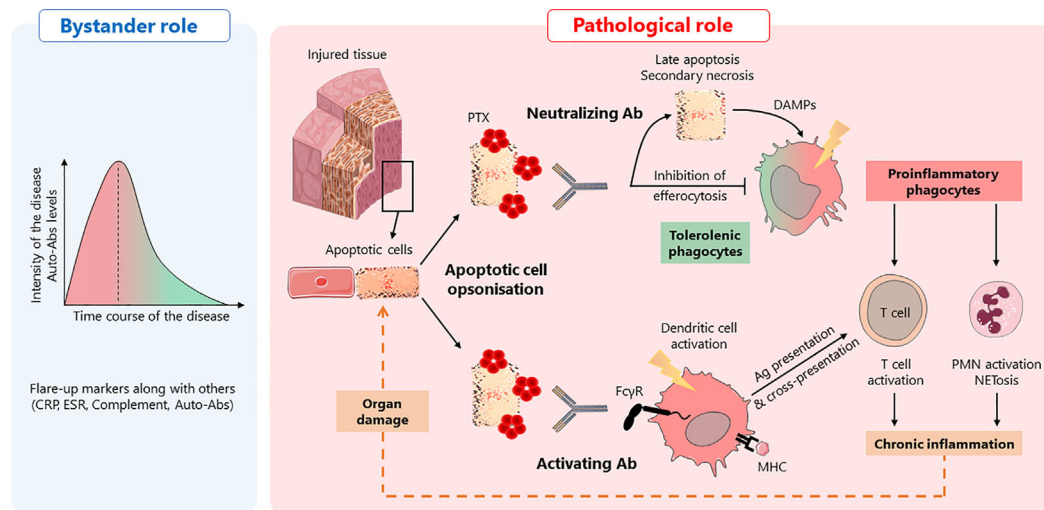 Bystander role
Intensity of the disease
Auto-Abs levels
Time course of the disease
Flare-up markers along with others
(CRP, ESR, Complement, Auto-Abs)
Pathological role
Injured tissue
Apoptotic cells
PTX
Neutralizing Ab
Late apoptosis
Secondary necrosis
DAMPs
Inhibition of
efferocytosis
Tolerolenic
phagocytes
Proinflammatory
phagocytes
Apoptotic cell
opsonisation
Organ
damage
Activating Ab
Dendritic cell
activation
FcγR
MHC
Ag presentation
& cross-presentation
T cell
T cell
activation
PMN activation
NETosis
Chronic inflammation